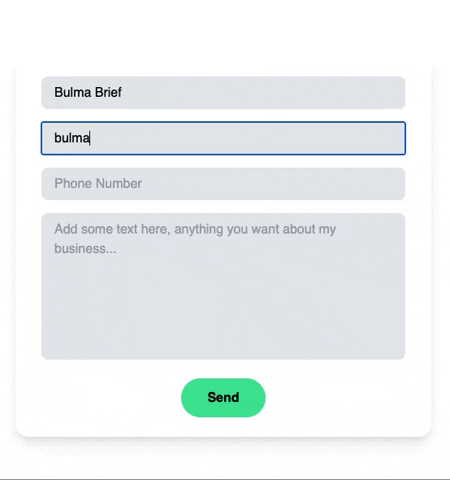 Bulma Brief
bulma
Phone Number
Add some text here, anything you want about my
business...
Send